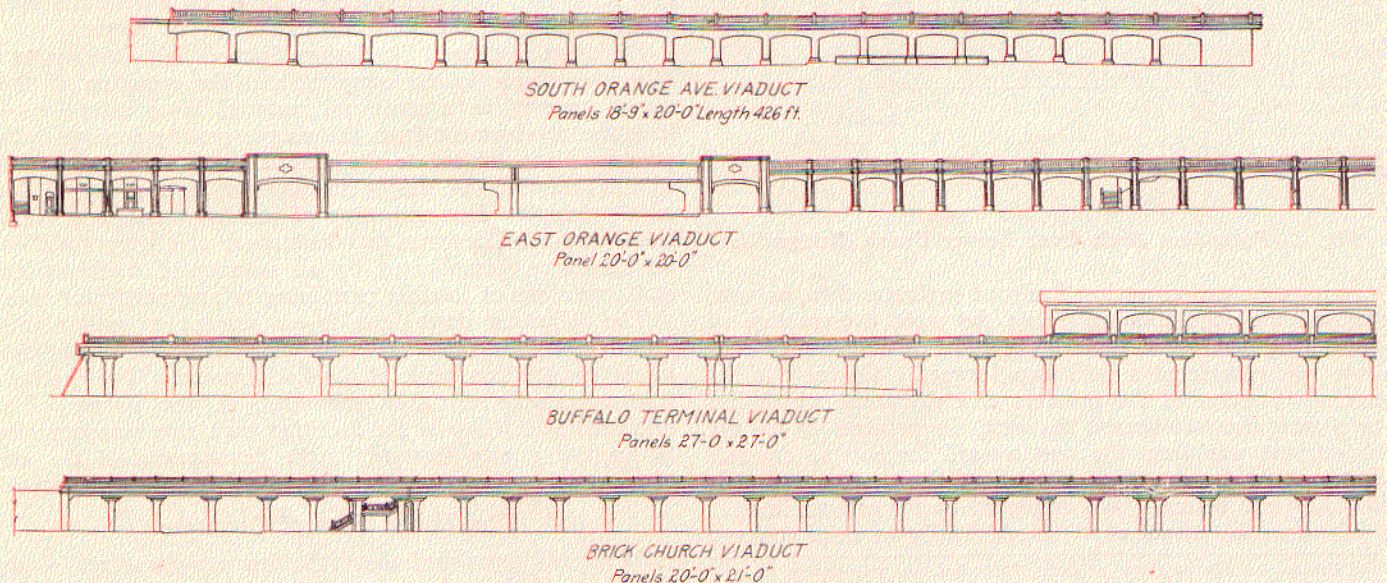 SOUTH ORANGE AVE. VIADUCT
Panels 18'-9" x 20'-0" Length 426 ft.
EAST ORANGE VIADUCT
Panel 20'-0" x 20'-0"
BUFFALO TERMINAL VIADUCT
Panels 27-0 x 27'-0"
BRICK CHURCH VIADUCT
Panels 20'-0" x 21'-0"